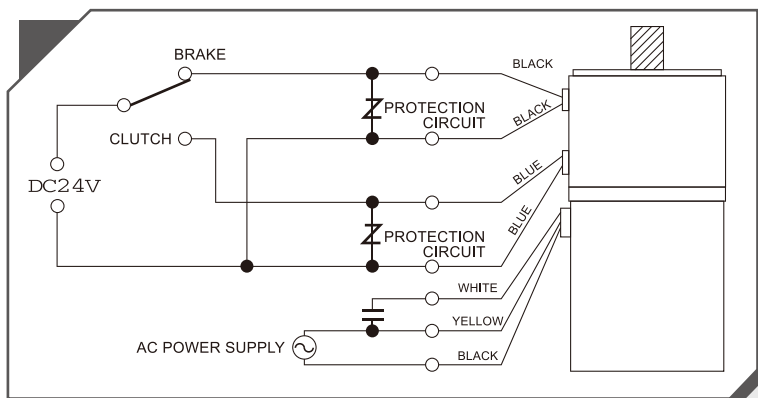 BRAKE
BLACK
PROTECTION
CIRCUIT
BLACK
CLUTCH
DC24V
BLUE
PROTECTION
CIRCUIT
BLUE
WHITE
YELLOW
AC POWER SUPPLY
BLACK